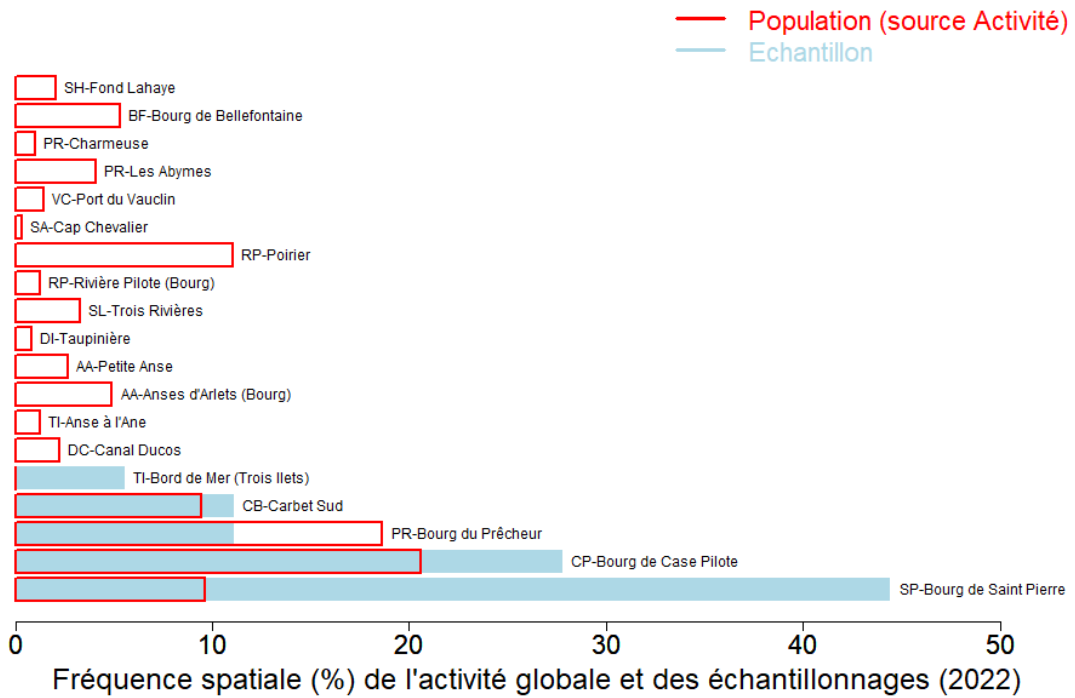 Population (source Activité)
Echantillon
SH-Fond Lahaye
BF-Bourg de Bellefontaine
PR-Charmeuse
PR-Les Abymes
VC-Port du Vauclin
SA-Cap Chevalier
RP-Poirier
RP-Rivière Pilote (Bourg)
SL-Trois Rivières
DI-Taupinière
AA-Petite Anse
AA-Anses d'Arlets (Bourg)
TI-Anse à l'Ane
DC-Canal Ducos
TI-Bord de Mer (Trois Ilets)
CB-Carbet Sud
PR-Bourg du Prêcheur
CP-Bourg de Case Pilote
SP-Bourg de Saint Pierre
0 10 20 30 40 50
Fréquence spatiale (%) de l'activité globale et des échantillonnages (2022)